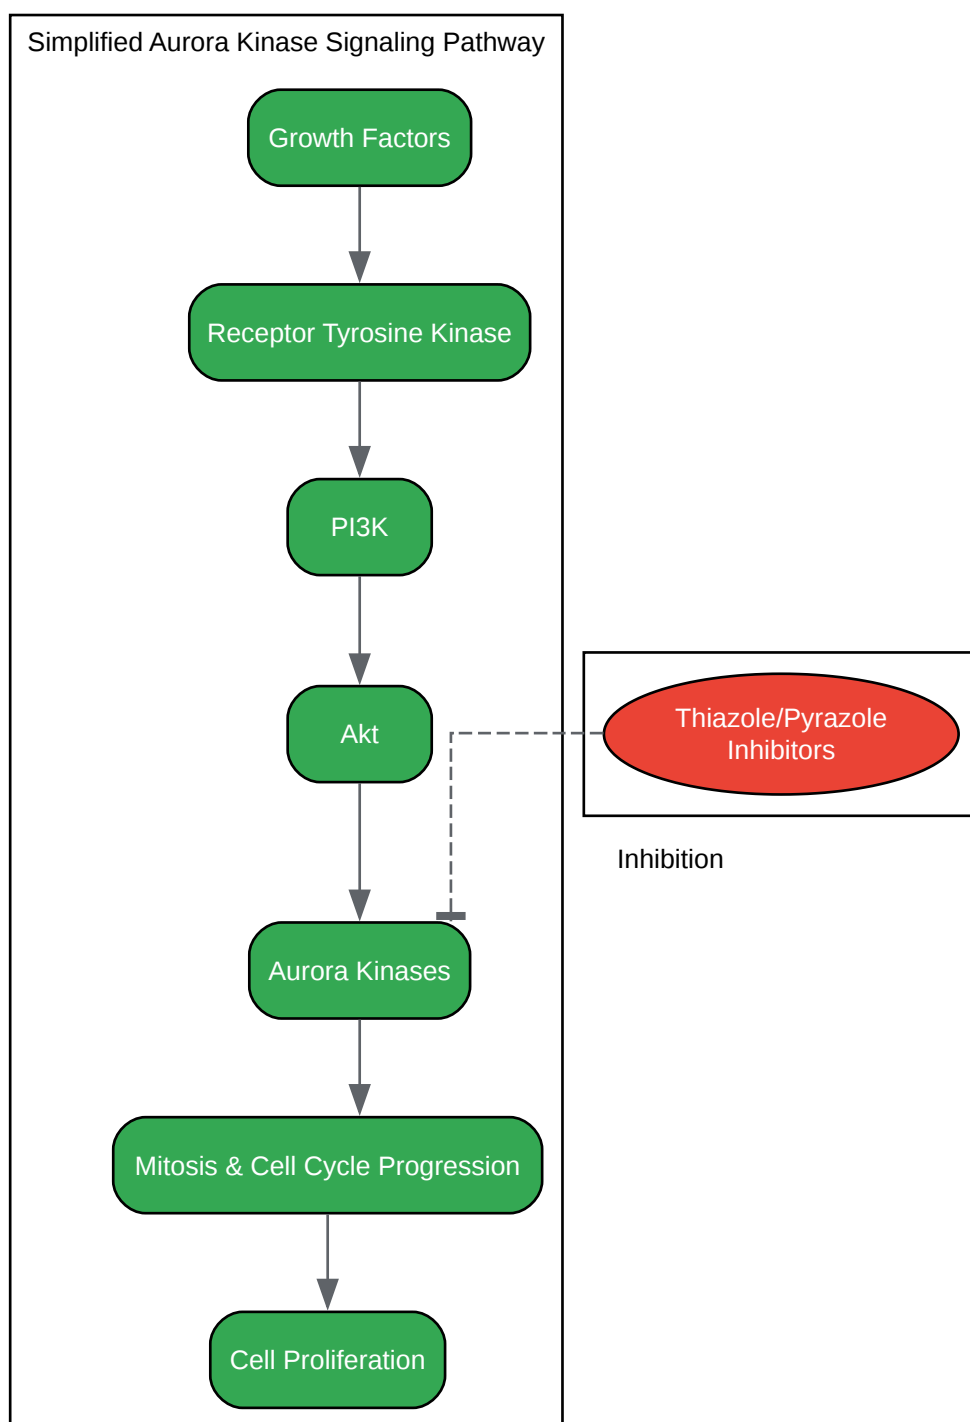 Simplified Aurora Kinase Signaling Pathway
Growth Factors
Receptor Tyrosine Kinase
PI3K
Akt
Thiazole/Pyrazole
Inhibitors
Inhibition
Aurora Kinases
Mitosis & Cell Cycle Progression
Cell Proliferation